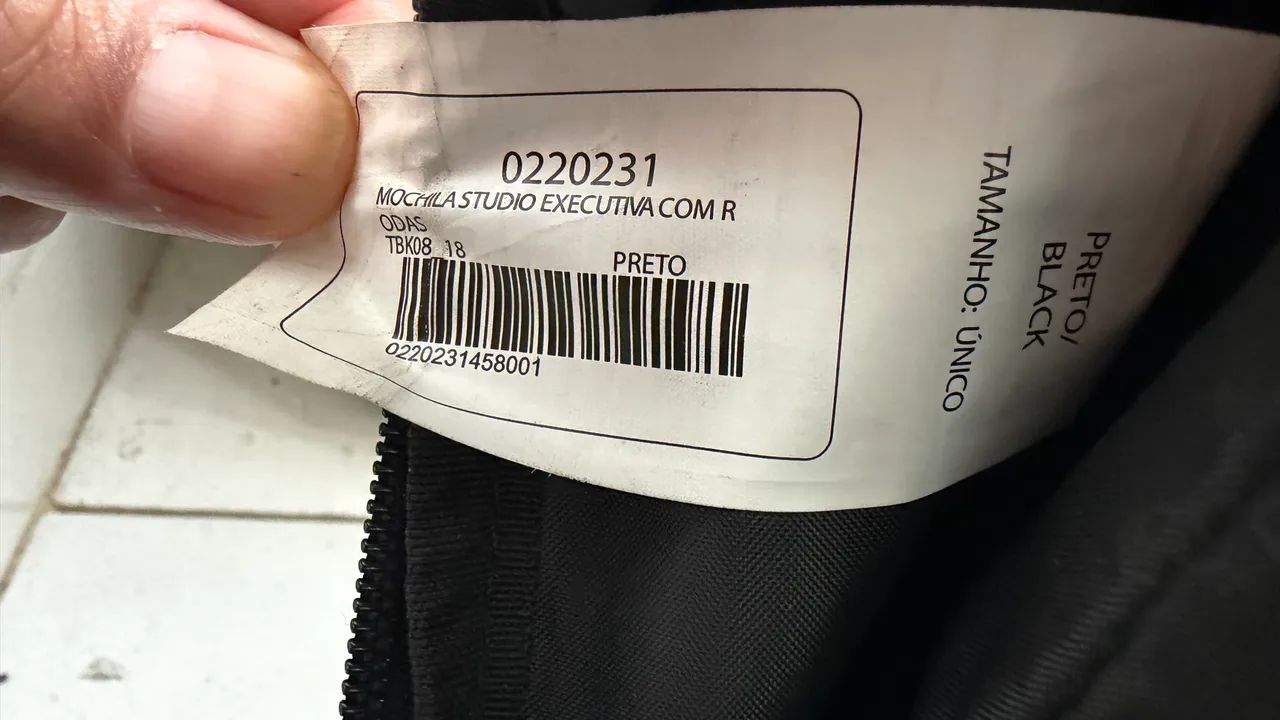 0220231
MOCHILA STUDIO EXECUTIVA COM R
ODAS
TBK08 18
PRETO
0220231458001
TAMANHO: ÚNICO
PRETO/
BLACK